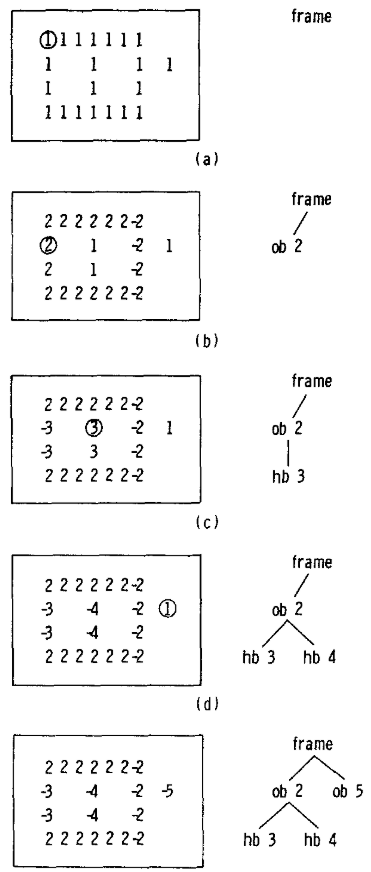 frame
1 1 1 1 1 1 1
1 1 1 1
1 1 1
1 1 1 1 1 1 1
(a)
frame
2 2 2 2 2 2 -2
2 1 -2 1
2 1 -2
2 2 2 2 2 2 -2
ob 2
(b)
frame
2 2 2 2 2 2 -2
-3 3 -2 1
-3 3 -2
2 2 2 2 2 2 -2
ob 2
hb 3
(c)
frame
2 2 2 2 2 2 -2
-3 -4 -2 1
-3 -4 -2
2 2 2 2 2 2 -2
ob 2
hb 3 hb 4
(d)
frame
2 2 2 2 2 2 -2
-3 -4 -2 -5
-3 -4 -2
2 2 2 2 2 2 -2
ob 2 ob 5
hb 3 hb 4